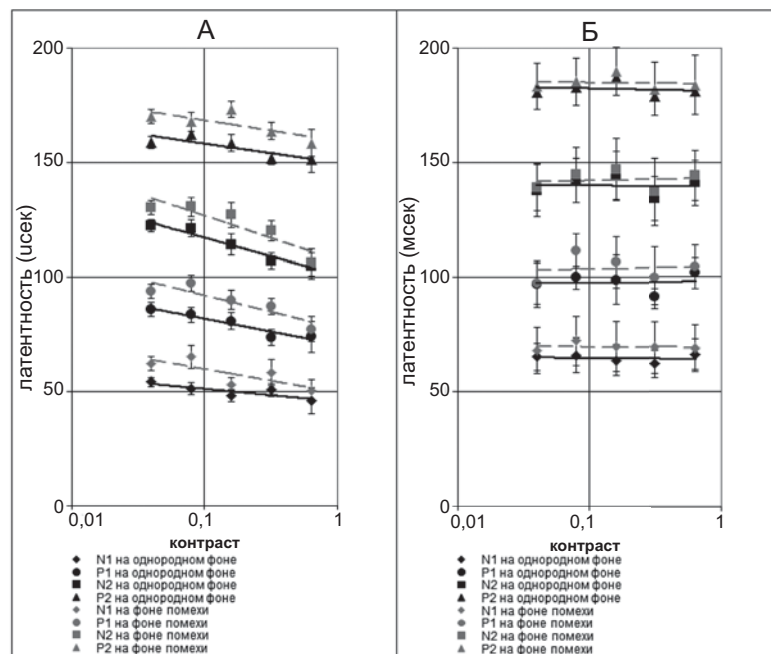 А
200
150
100
50
0
0,01
0,1
1
латентность (uсек)
контраст
N1 на однородном фоне
P1 на однородном фоне
N2 на однородном фоне
P2 на однородном фоне
N1 на фоне помехи
P1 на фоне помехи
N2 на фоне помехи
P2 на фоне помехи
Б
200
150
100
50
0
0,01
0,1
1
латентность (мсек)
контраст
N1 на однородном фоне
P1 на однородном фоне
N2 на однородном фоне
P2 на однородном фоне
N1 на фоне помехи
P1 на фоне помехи
N2 на фоне помехи
P2 на фоне помехи